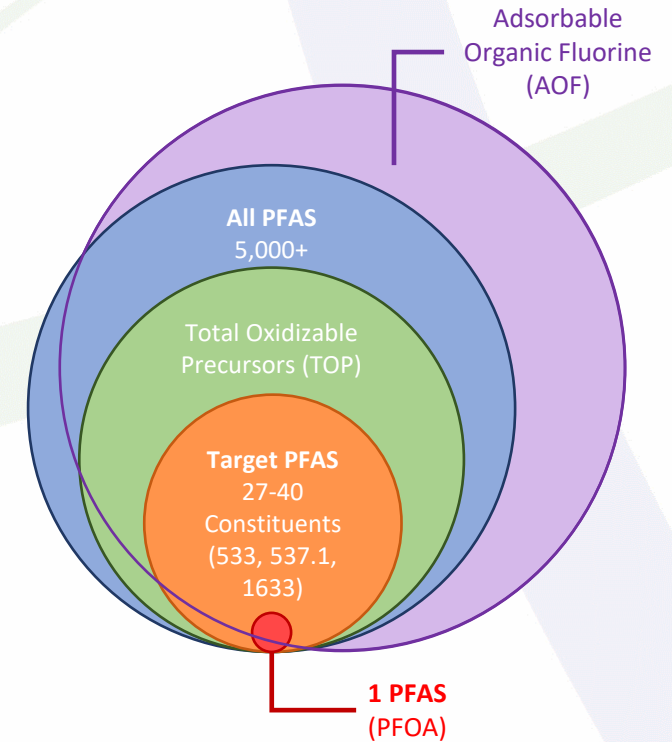 Adsorbable
Organic Fluorine
(AOF)
All PFAS
5,000+
Total Oxidizable
Precursors (TOP)
Target PFAS
27-40
Constituents
(533, 537.1,
1633)
1 PFAS
(PFOA)